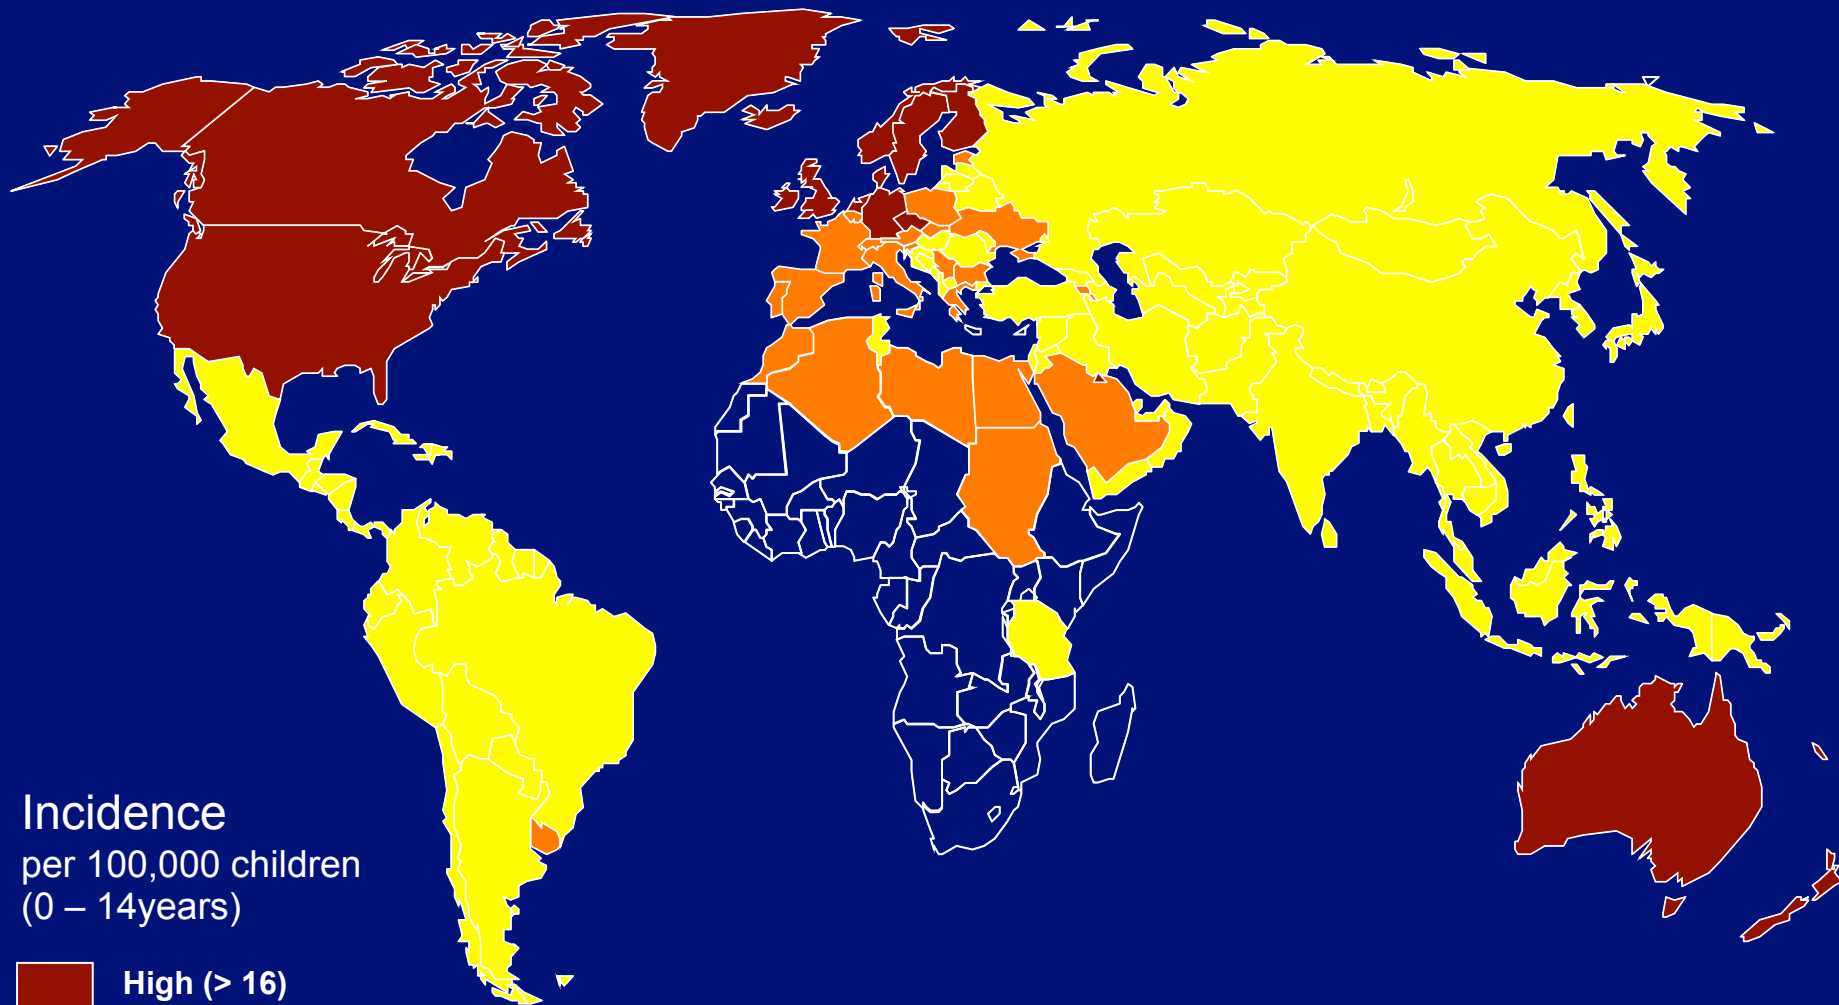 Incidence
per 100,000 children
(0 – 14years)
High (> 16)